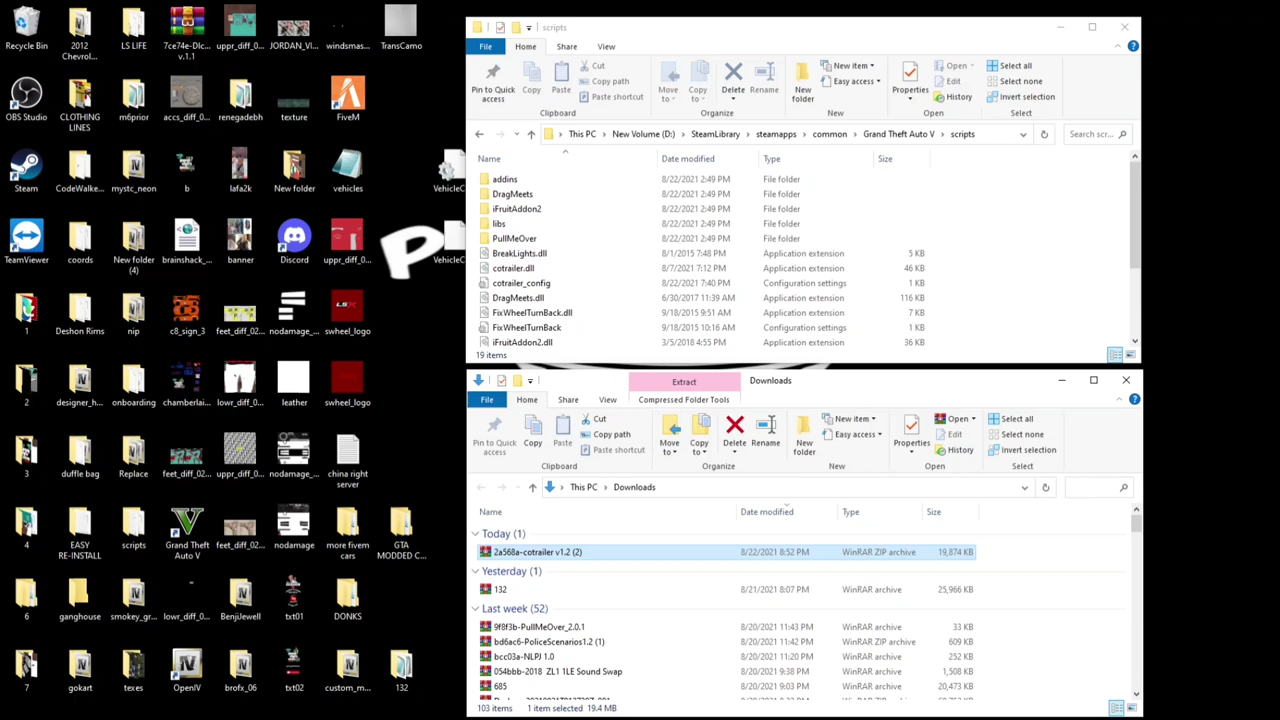 Recycle Bin
2012 Chevrol...
LS LIFE
7ce74e-Dlc... v.1.1
uppr_diff_0...
JORDAN_VI...
windsmas...
TransCamo
OBS Studio
CLOTHING LINES
m6prior
accs_diff_0...
renegadebh
texture
FiveM
Steam
CodeWalke...
mystc_neon
b
lafa2k
New folder
vehicles
VehicleC
TeamViewer
coords
New folder (4)
brainshack_...
banner
Discord
uppr_diff_0...
VehicleC
P
1
Deshon Rims
nip
c8_sign_3
feet_diff_02...
nodamage_...
swheel_logo
2
designer_h...
onboarding
chamberlai...
lowr_diff_0...
leather
swheel_logo
3
duffle bag
Replace
feet_diff_02...
uppr_diff_0...
nodamage_...
china right server
4
EASY RE-INSTALL
scripts
Grand Theft Auto V
feet_diff_02...
nodamage
more fivem cars
GTA MODDED C...
6
ganghouse
smokey_gr...
lowr_diff_0...
BenjiJewell
txt01
DONKS
7
gokart
texes
OpenIV
brofx_06
txt02
custom_m...
132
scripts
File Home Share View
Pin to Quick access
Copy
Paste
Cut
Copy path
Paste shortcut
Clipboard
Move to
Copy to
Delete
Rename
Organize
New folder
New item
Easy access
New
Properties
Open
Edit
History
Open
Select all
Select none
Invert selection
Select
This PC > New Volume (D:) > SteamLibrary > steamapps > common > Grand Theft Auto V > scripts
Search scr...
Name Date modified Type Size
addins 8/22/2021 2:49 PM File folder
DragMeets 8/22/2021 2:49 PM File folder
iFruitAddon2 8/22/2021 2:49 PM File folder
libs 8/22/2021 2:49 PM File folder
PullMeOver 8/22/2021 2:49 PM File folder
BreakLights.dll 8/1/2015 7:48 PM Application extension 5 KB
cotrailer.dll 8/7/2021 7:12 PM Application extension 46 KB
cotrailer_config 8/22/2021 7:40 PM Configuration settings 1 KB
DragMeets.dll 6/30/2017 11:39 AM Application extension 116 KB
FixWheelTurnBack.dll 9/18/2015 9:51 AM Application extension 7 KB
FixWheelTurnBack 9/18/2015 10:16 AM Configuration settings 1 KB
iFruitAddon2.dll 3/5/2018 4:55 PM Application extension 36 KB
19 items
Extract Downloads
File Home Share View Compressed Folder Tools
Pin to Quick access
Copy
Paste
Cut
Copy path
Paste shortcut
Clipboard
Move to
Copy to
Delete
Rename
Organize
New folder
New item
Easy access
New
Properties
Open
Edit
History
Open
Select all
Select none
Invert selection
Select
This PC > Downloads
Name Date modified Type Size
Today (1)
2a568a-cotrailer v1.2 (2) 8/22/2021 8:52 PM WinRAR ZIP archive 19,874 KB
Yesterday (1)
132 8/21/2021 8:07 PM WinRAR archive 25,966 KB
Last week (52)
9f8f3b-PullMeOver_2.0.1 8/20/2021 11:43 PM WinRAR archive 33 KB
bd6ac6-PoliceScenarios1.2 (1) 8/20/2021 11:42 PM WinRAR ZIP archive 609 KB
bcc03a-NLPJ 1.0 8/20/2021 11:20 PM WinRAR archive 252 KB
054bbb-2018 ZL1 1LE Sound Swap 8/20/2021 9:38 PM WinRAR archive 1,508 KB
685 8/20/2021 9:03 PM WinRAR archive 20,473 KB
103 items 1 item selected 19.4 MB